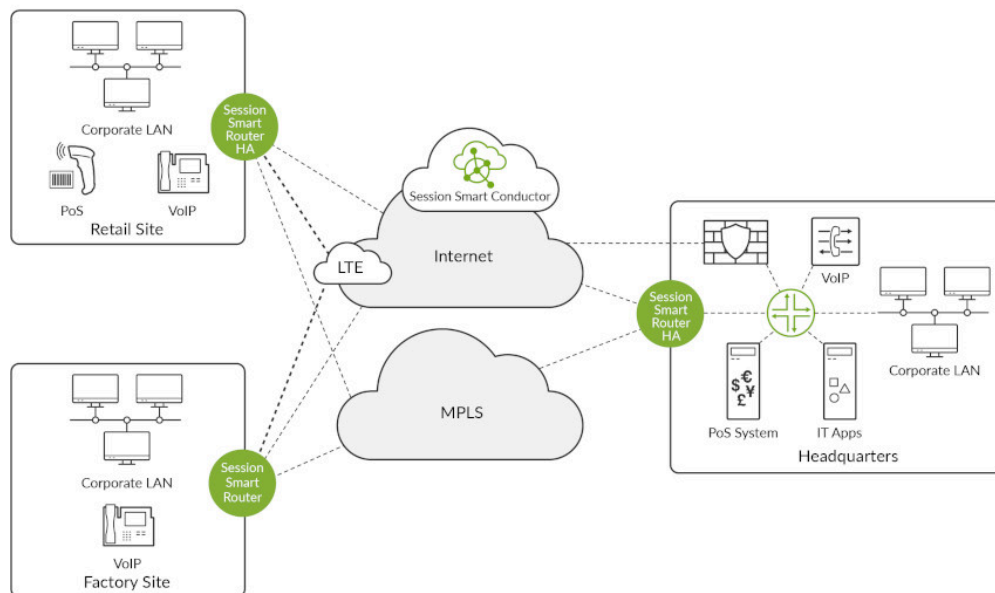 Corporate LAN
PoS
VoIP
Retail Site
Session
Smart
Router
HA
Session Smart Conductor
Internet
LTE
MPLS
Corporate LAN
VoIP
Factory Site
Session
Smart
Router
Session
Smart
Router
HA
VoIP
Corporate LAN
$€
¥
£
PoS System
IT Apps
Headquarters